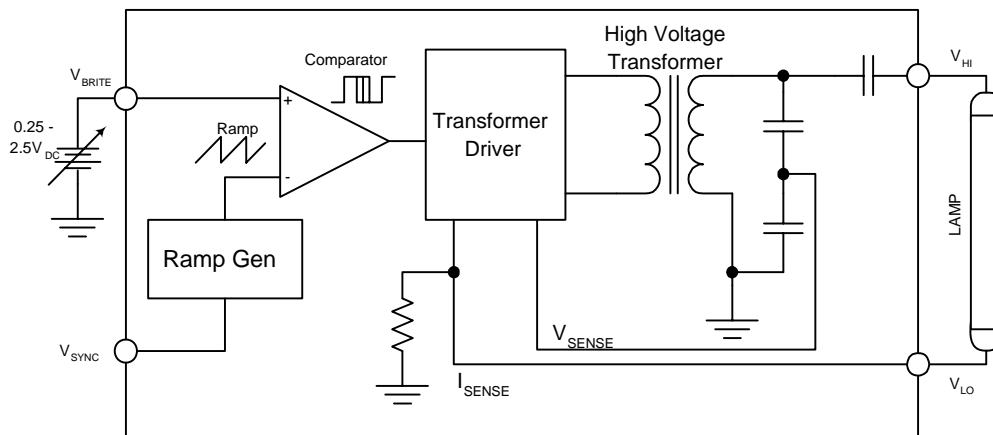 High Voltage
Transformer
V_BRITE
Comparator
V_HI
+
0.25 -
2.5V_DC
Ramp
Transformer
Driver
-
LAMP
Ramp Gen
V_SENSE
V_SYNC
I_SENSE
V_LO